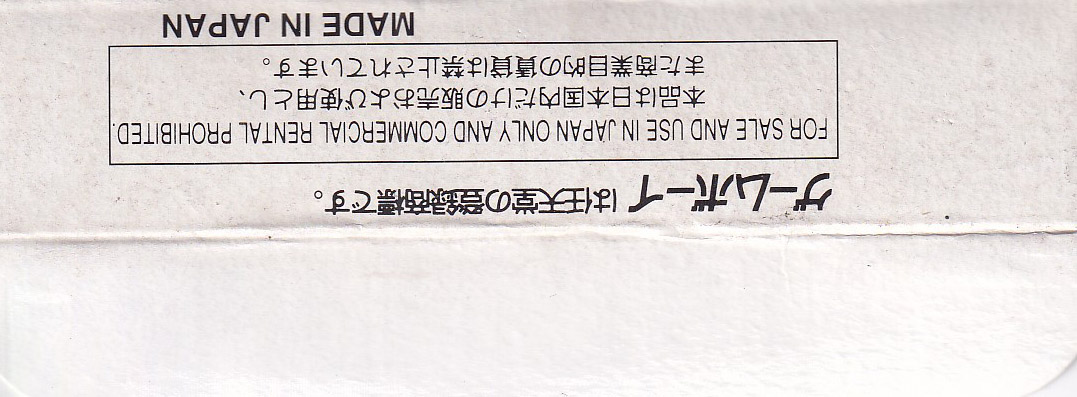 ゲームボーイは任天堂の登録商標です。
FOR SALE AND USE IN JAPAN ONLY AND COMMERCIAL RENTAL PROHIBITED.
本品は日本国内だけの販売および使用とし、
また商業目的の賃貸は禁止されています。
MADE IN JAPAN